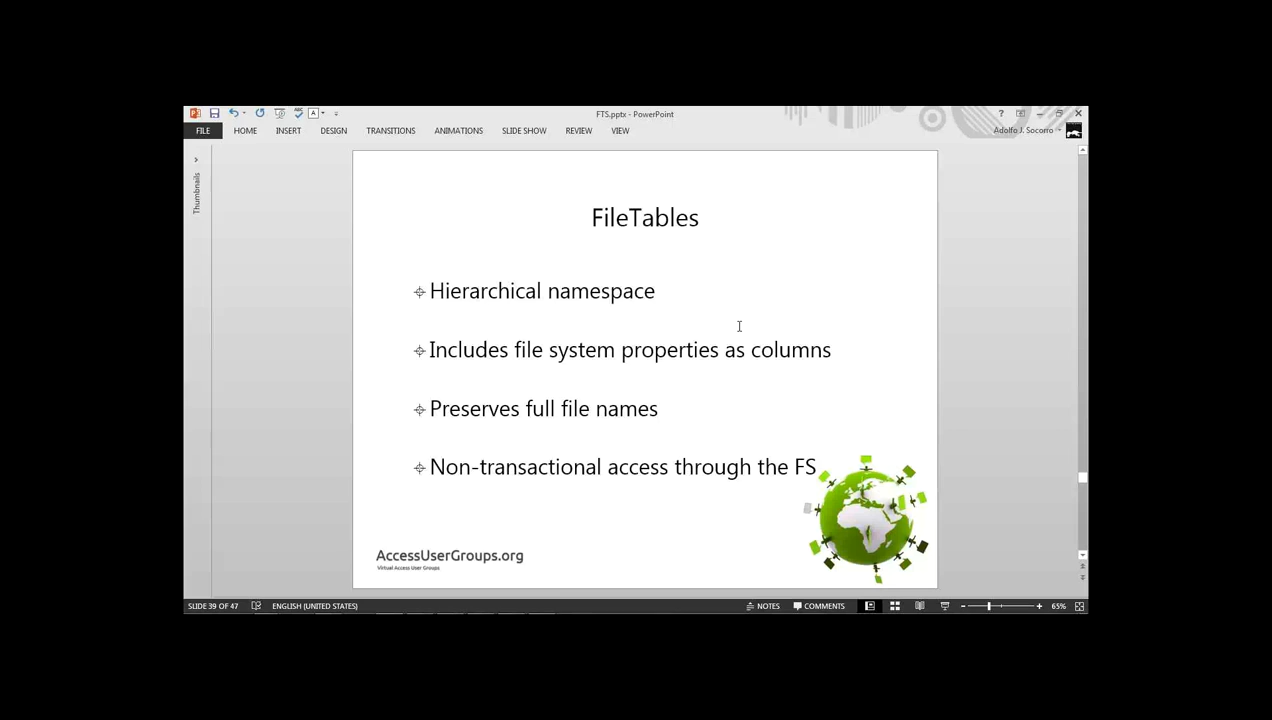 FTS.pptx - PowerPoint
?
FILE HOME INSERT DESIGN TRANSITIONS ANIMATIONS SLIDE SHOW REVIEW VIEW
Adolfo J. Socorro
Thumbnails
FileTables
Hierarchical namespace
Includes file system properties as columns
Preserves full file names
Non-transactional access through the FS
AccessUserGroups.org
Virtual Access User Groups
SLIDE 39 OF 47 ENGLISH (UNITED STATES) NOTES COMMENTS 65%